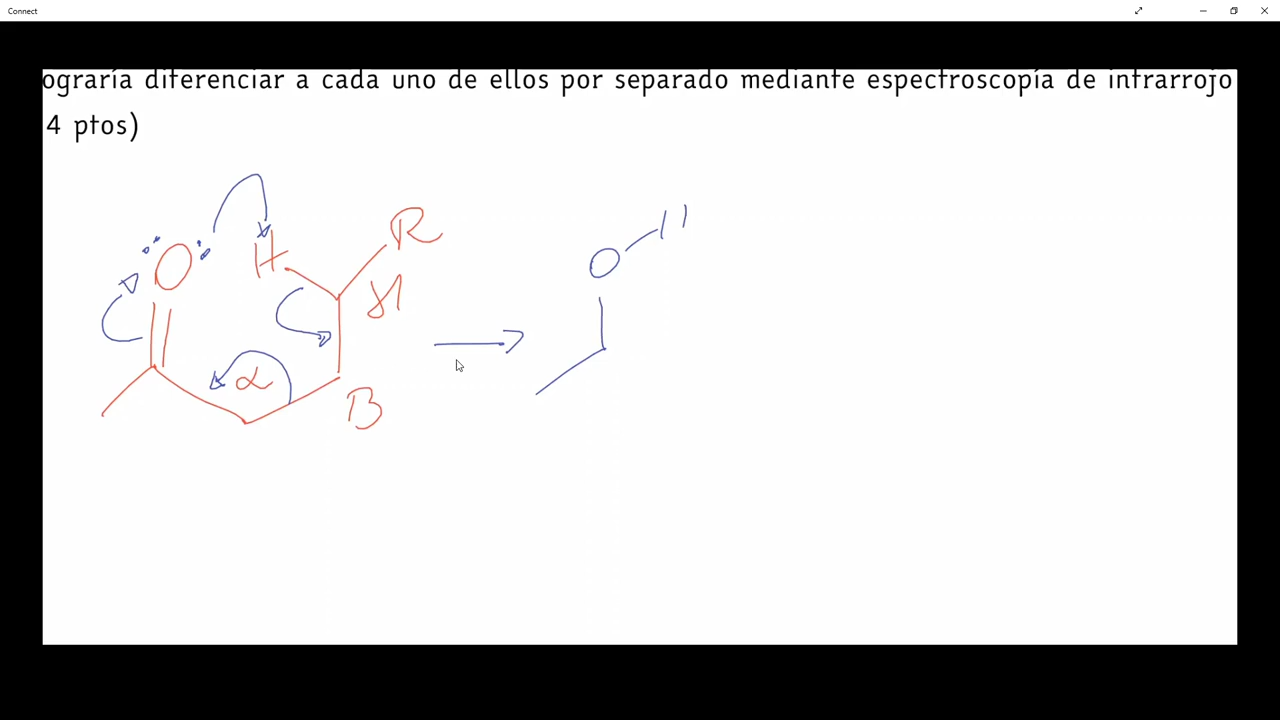 Connect
ograría diferenciar a cada uno de ellos por separado mediante espectroscopía de infrarrojo
4 ptos)
R
O H
γ H
α
B
O